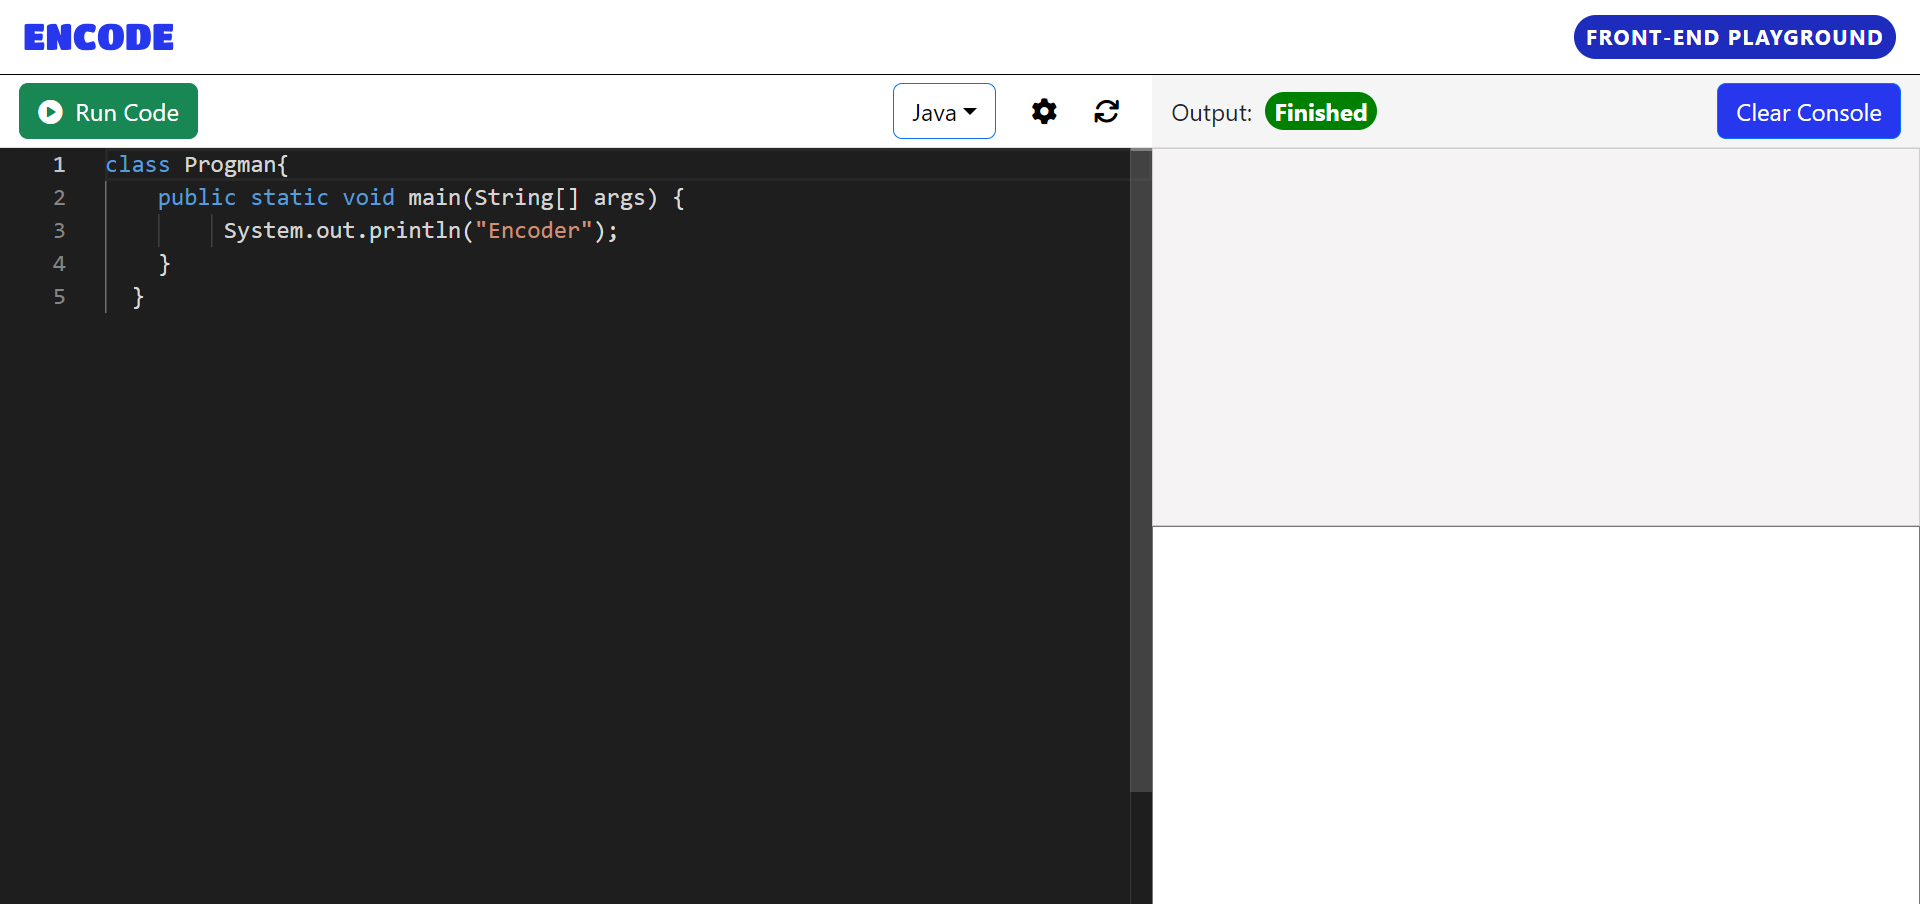 ENCODE
FRONT-END PLAYGROUND
Run Code
Java
Output: Finished
Clear Console
1 class Progman{
2 public static void main(String[] args) {
3 System.out.println("Encoder");
4 }
5 }